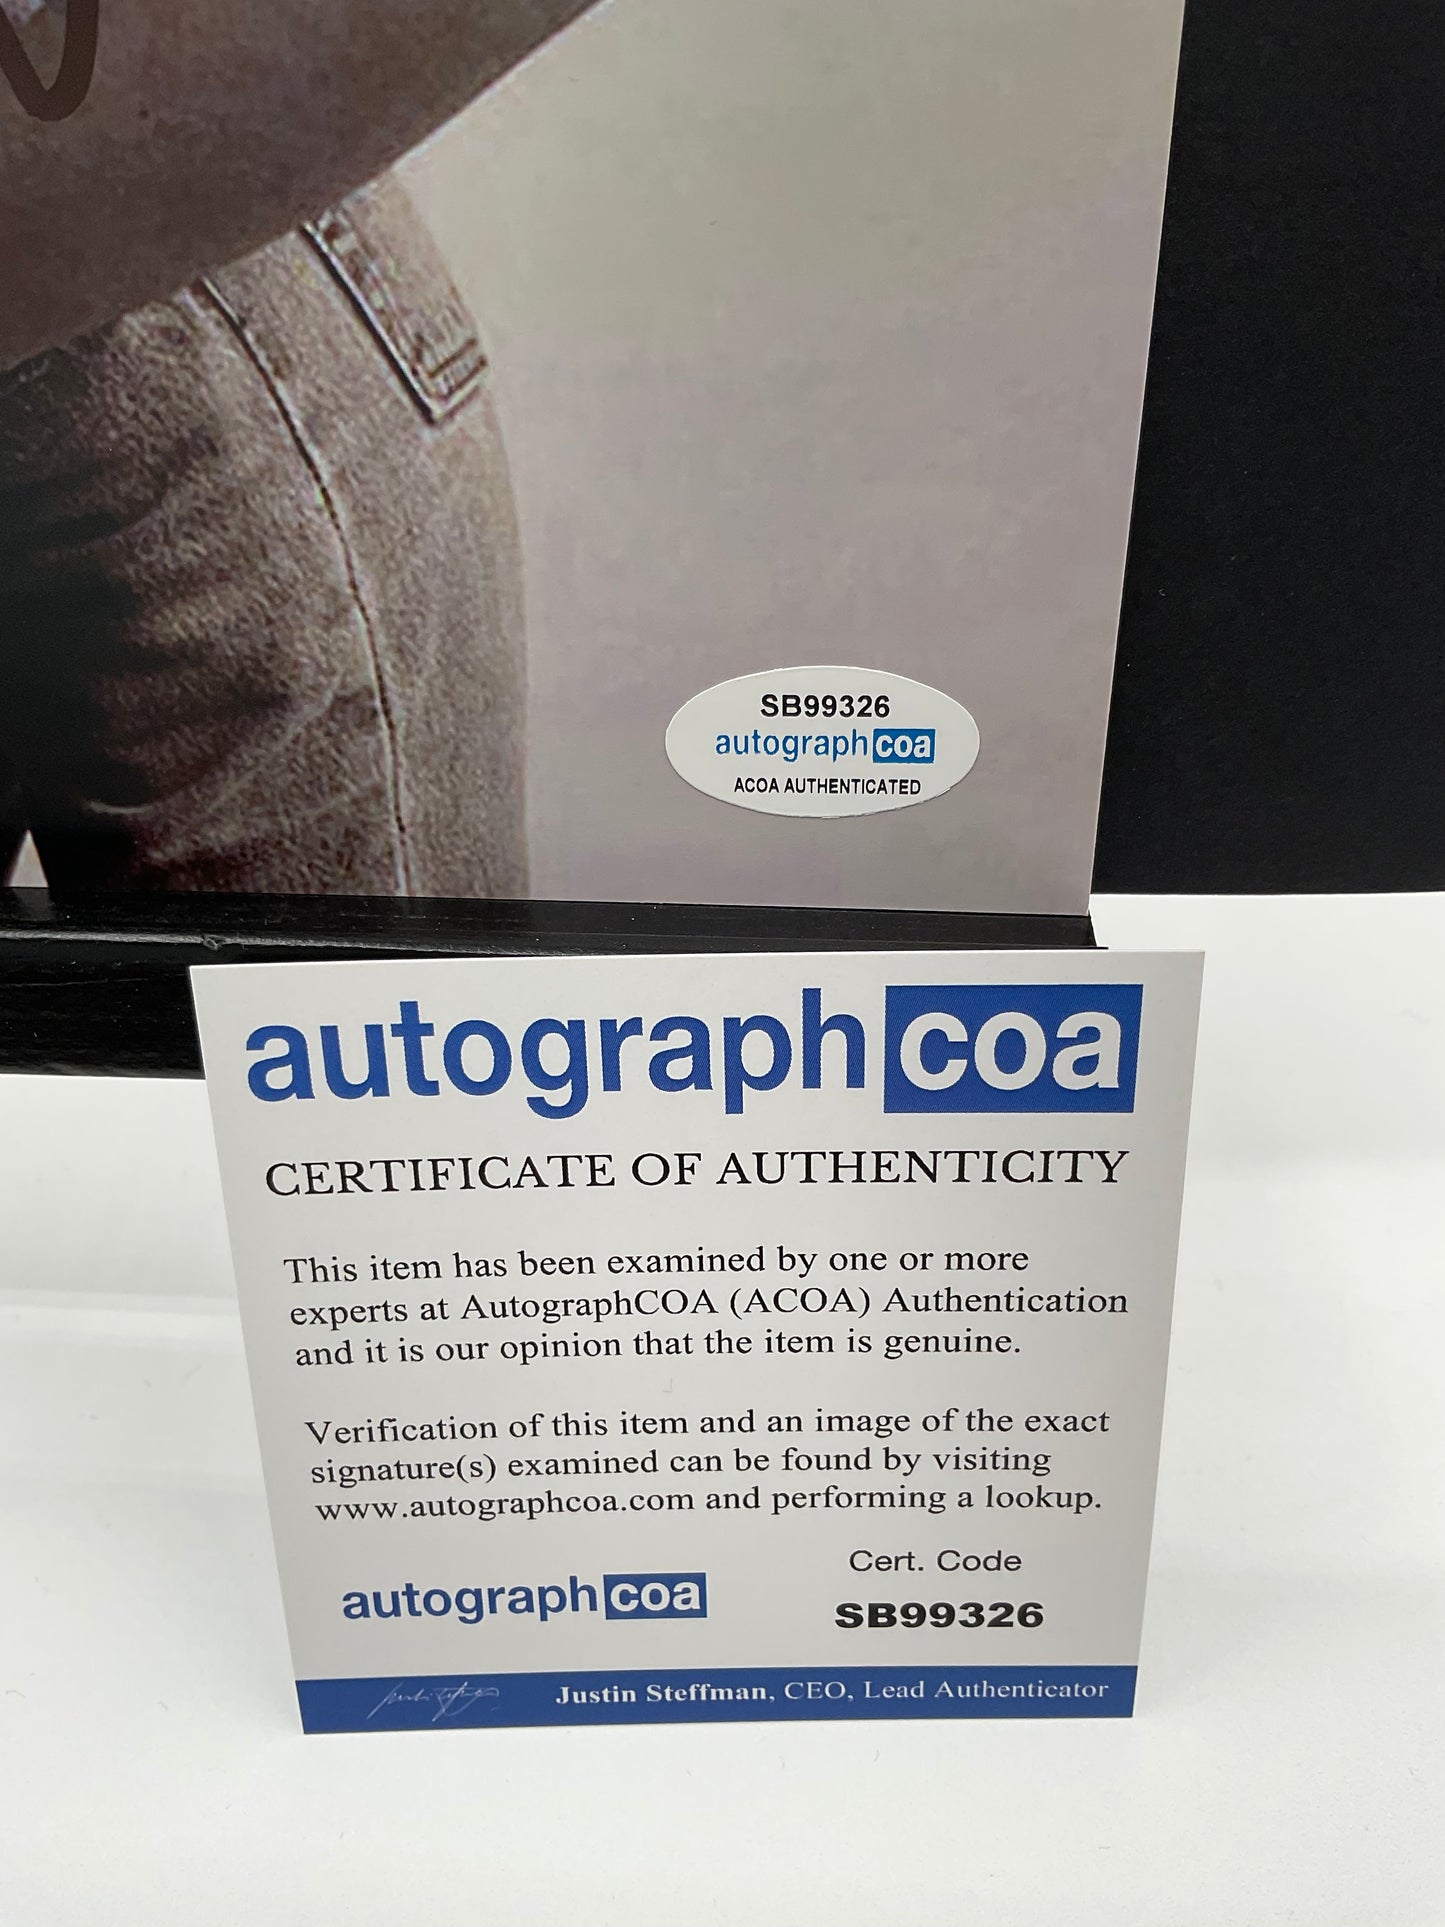 SB99326
autographcoa
ACOA AUTHENTICATED
autographcoa
CERTIFICATE OF AUTHENTICITY
This item has been examined by one or more
experts at AutographCOA (ACOA) Authentication
and it is our opinion that the item is genuine.
Verification of this item and an image of the exact
signature(s) examined can be found by visiting
www.autographcoa.com and performing a lookup.
Cert. Code
autographcoa
SB99326
Justin Steffman, CEO, Lead Authenticator